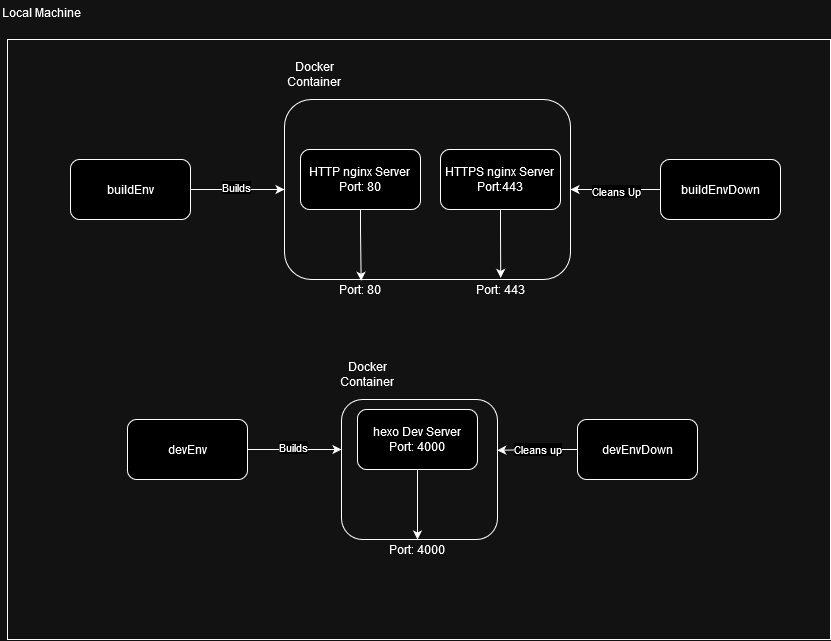 Local Machine
Docker
Container
HTTP nginx Server
Port: 80
HTTPS nginx Server
Port:443
buildEnv
Builds
Cleans Up
buildEnvDown
Port: 80
Port: 443
Docker
Container
hexo Dev Server
Port: 4000
devEnv
Builds
Cleans up
devEnvDown
Port: 4000